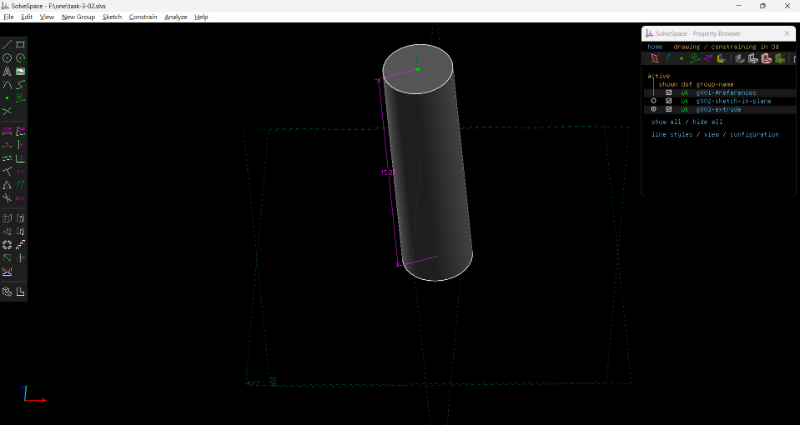 SolveSpace - F:\one\task-3-02.slvs
File Edit View New Group Sketch Constrain Analyze Help
SolveSpace - Property Browser
home drawing / constraining in 3d
active
shown dof group-name
ok g001-#references
ok g002-sketch-in-plane
ok g003-extrude
show all / hide all
line styles / view / configuration